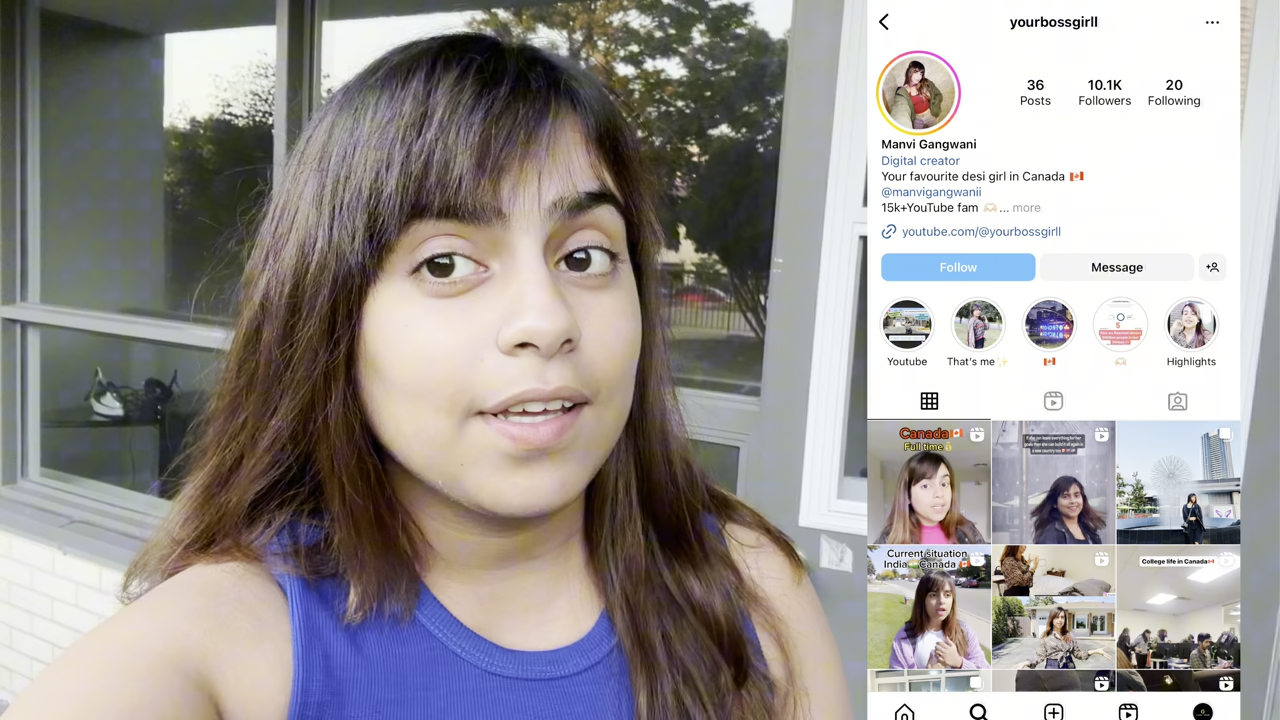 yourbossgirll
36
10.1K
20
Posts
Followers
Following
Manvi Gangwani
Digital creator
Your favourite desi girl in Canada 🇨🇦
@manvigangwanii
15k+YouTube fam 🫶🏻 ... more
youtube.com/@yourbossgirll
Follow
Message
Youtube
That's me ✨
🇨🇦
🫶🏻
Highlights
Canada🇨🇦
Full time
Current situation
India Canada 🇨🇦
College life in Canada🇨🇦